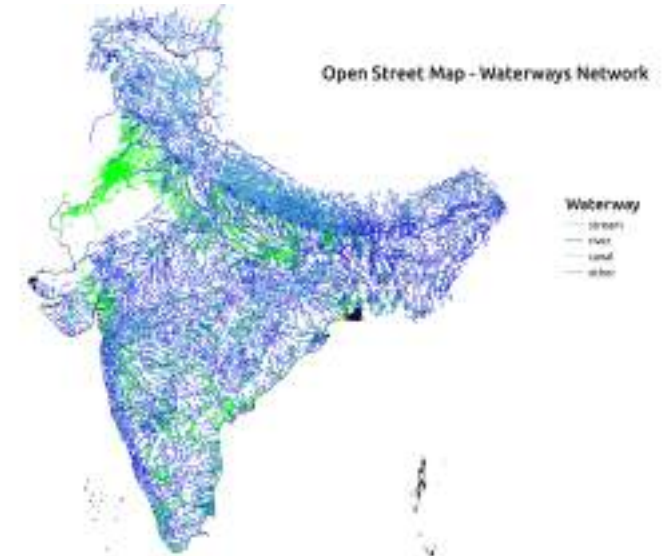 Open Street Map - Waterways Network
Waterway
stream
river
canal
other